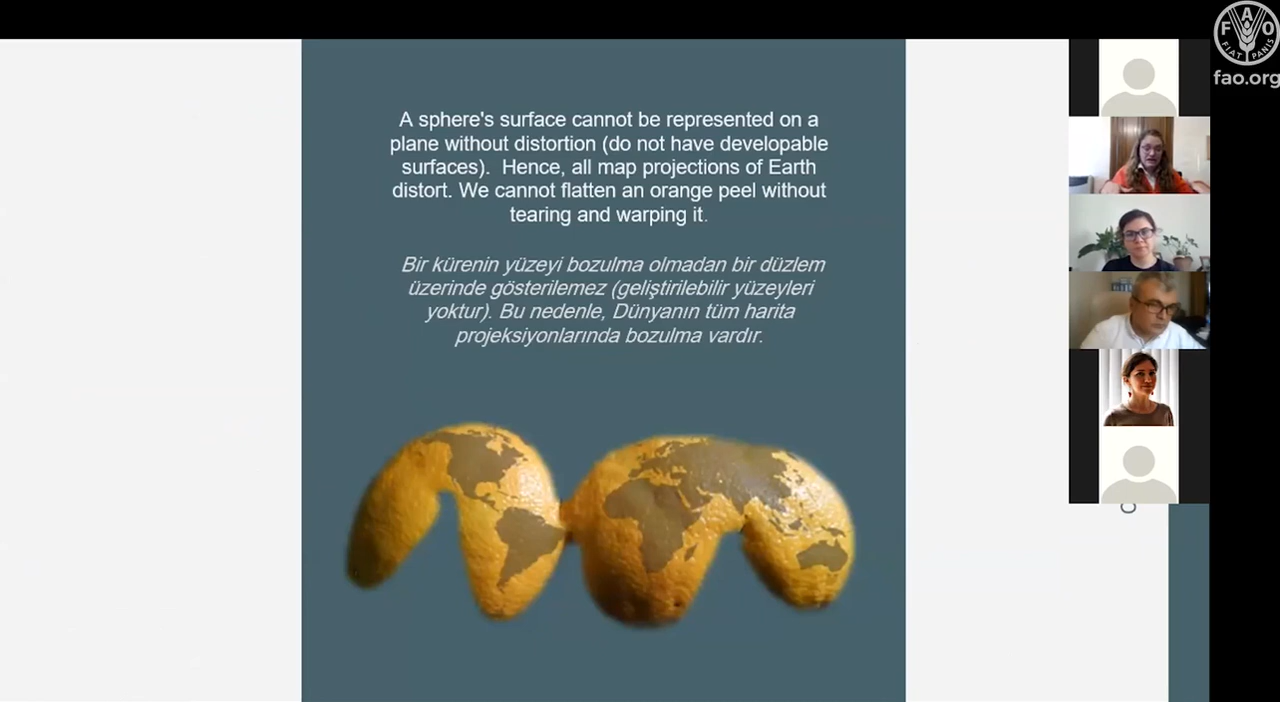 A sphere's surface cannot be represented on a
plane without distortion (do not have developable
surfaces).  Hence, all map projections of Earth
distort. We cannot flatten an orange peel without
tearing and warping it.
Bir kürenin yüzeyi bozulma olmadan bir düzlem
üzerinde gösterilemez (geliştirilebilir yüzeyleri
yoktur). Bu nedenle, Dünyanın tüm harita
projeksiyonlarında bozulma vardır.
F A O
FIAT PANIS
fao.org